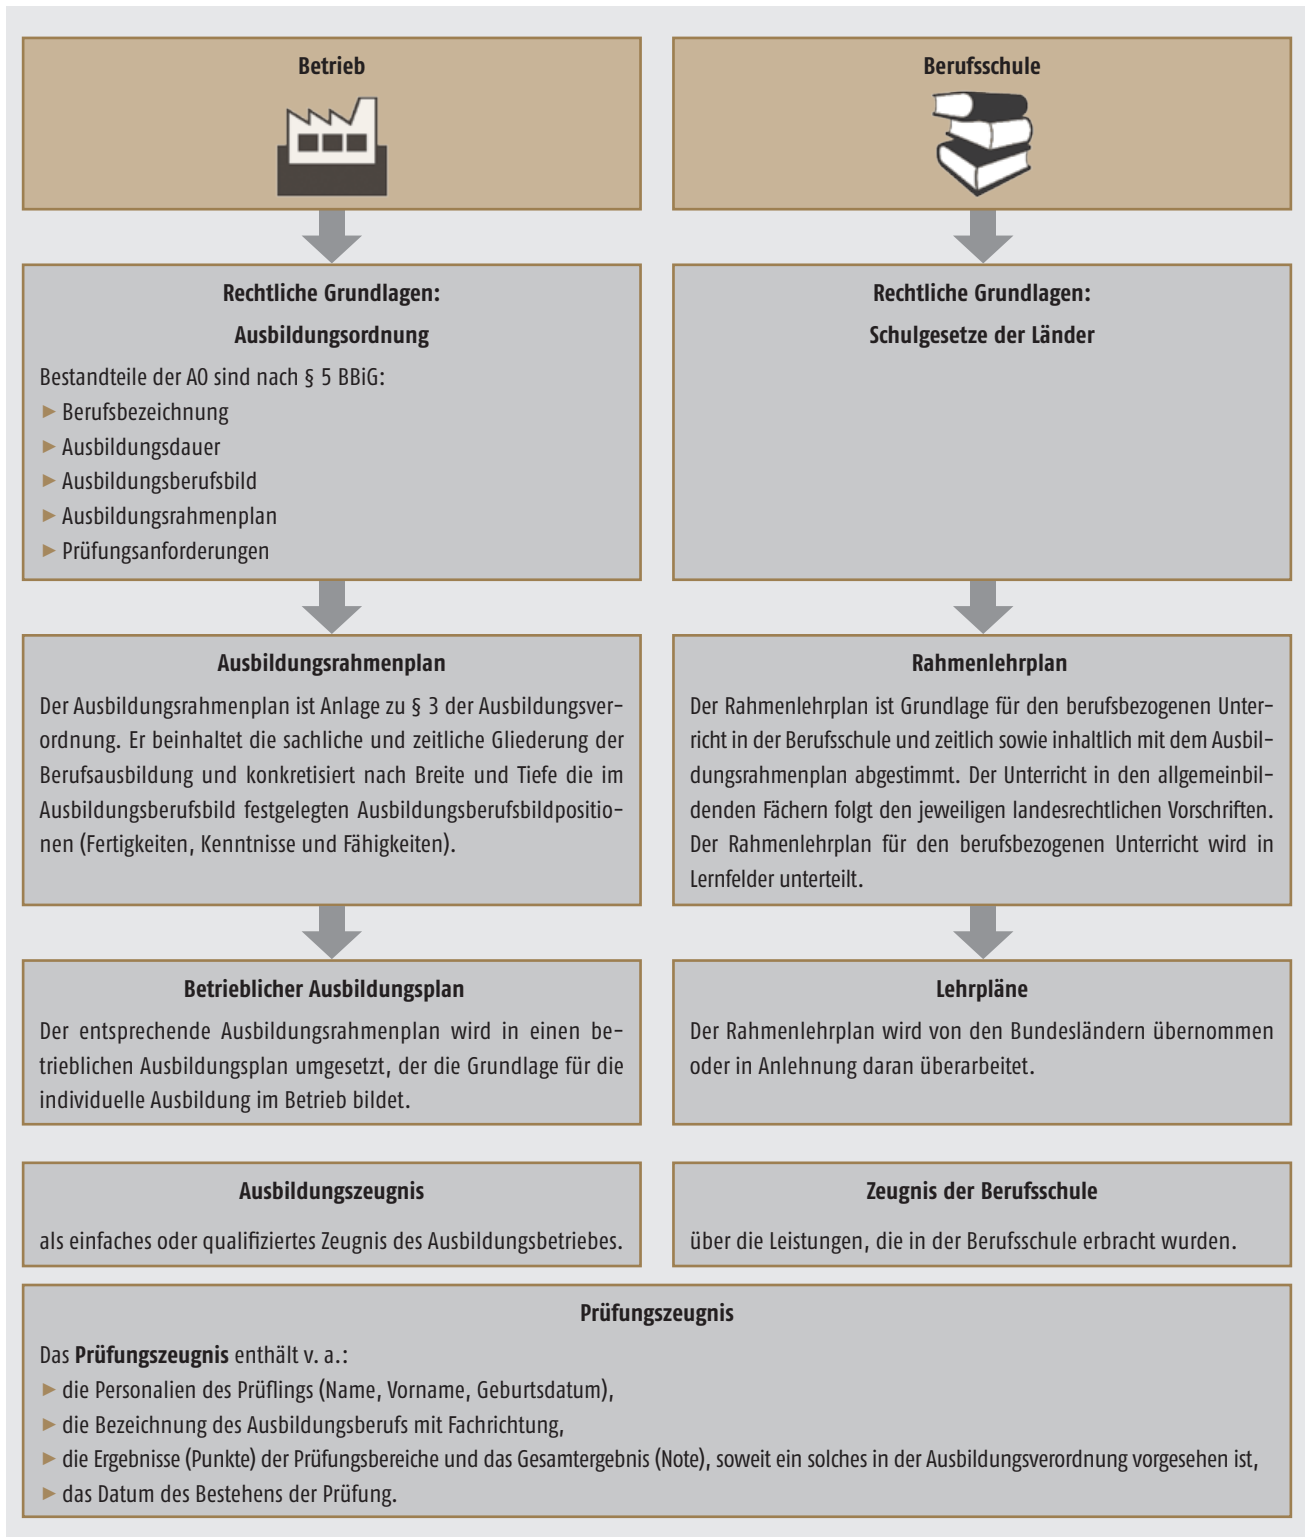 Betrieb
Rechtliche Grundlagen:
Ausbildungsordnung
Bestandteile der AO sind nach § 5 BBiG:
► Berufsbezeichnung
► Ausbildungsdauer
► Ausbildungsberufsbild
► Ausbildungsrahmenplan
► Prüfungsanforderungen
Ausbildungsrahmenplan
Der Ausbildungsrahmenplan ist Anlage zu § 3 der Ausbildungsver-
ordnung. Er beinhaltet die sachliche und zeitliche Gliederung der
Berufsausbildung und konkretisiert nach Breite und Tiefe die im
Ausbildungsberufsbild festgelegten Ausbildungsberufsbildpositio-
nen (Fertigkeiten, Kenntnisse und Fähigkeiten).
Betrieblicher Ausbildungsplan
Der entsprechende Ausbildungsrahmenplan wird in einen be-
trieblichen Ausbildungsplan umgesetzt, der die Grundlage für die
individuelle Ausbildung im Betrieb bildet.
Ausbildungszeugnis
als einfaches oder qualifiziertes Zeugnis des Ausbildungsbetriebes.
Berufsschule
Rechtliche Grundlagen:
Schulgesetze der Länder
Rahmenlehrplan
Der Rahmenlehrplan ist Grundlage für den berufsbezogenen Unter-
richt in der Berufsschule und zeitlich sowie inhaltlich mit dem Ausbil-
dungsrahmenplan abgestimmt. Der Unterricht in den allgemeinbil-
denden Fächern folgt den jeweiligen landesrechtlichen Vorschriften.
Der Rahmenlehrplan für den berufsbezogenen Unterricht wird in
Lernfelder unterteilt.
Lehrpläne
Der Rahmenlehrplan wird von den Bundesländern übernommen
oder in Anlehnung daran überarbeitet.
Zeugnis der Berufsschule
über die Leistungen, die in der Berufsschule erbracht wurden.
Prüfungszeugnis
Das Prüfungszeugnis enthält v. a.:
► die Personalien des Prüflings (Name, Vorname, Geburtsdatum),
► die Bezeichnung des Ausbildungsberufs mit Fachrichtung,
► die Ergebnisse (Punkte) der Prüfungsbereiche und das Gesamtergebnis (Note), soweit ein solches in der Ausbildungsverordnung vorgesehen ist,
► das Datum des Bestehens der Prüfung.